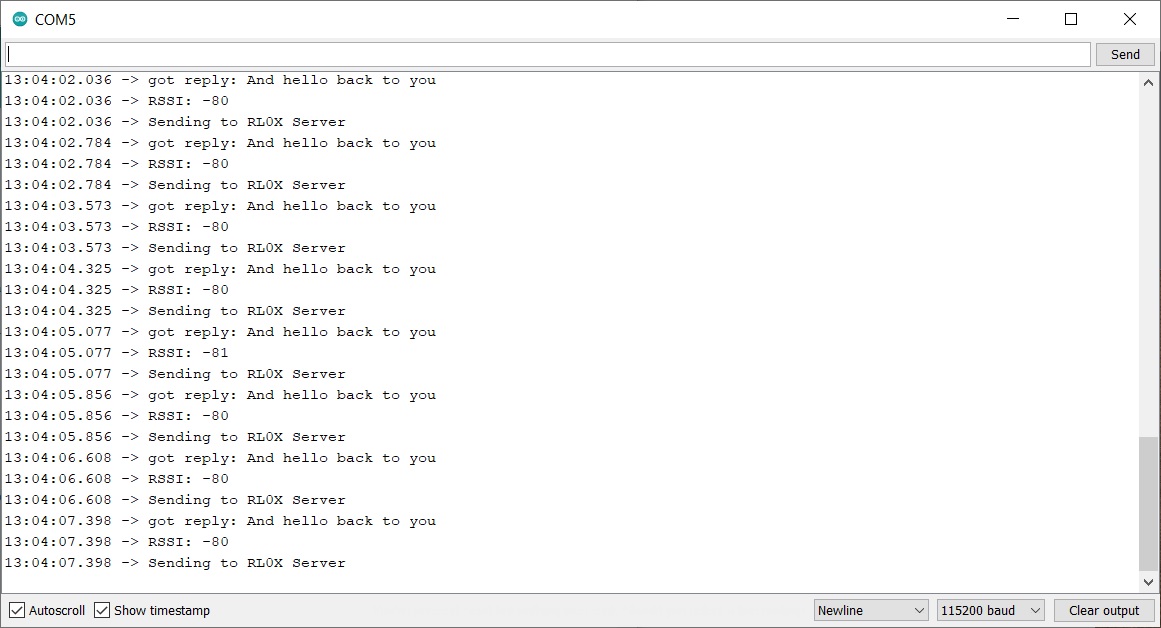 COM5
Send
13:04:02.036 -> got reply: And hello back to you
13:04:02.036 -> RSSI: -80
13:04:02.036 -> Sending to RL0X Server
13:04:02.784 -> got reply: And hello back to you
13:04:02.784 -> RSSI: -80
13:04:02.784 -> Sending to RL0X Server
13:04:03.573 -> got reply: And hello back to you
13:04:03.573 -> RSSI: -80
13:04:03.573 -> Sending to RL0X Server
13:04:04.325 -> got reply: And hello back to you
13:04:04.325 -> RSSI: -80
13:04:04.325 -> Sending to RL0X Server
13:04:05.077 -> got reply: And hello back to you
13:04:05.077 -> RSSI: -81
13:04:05.077 -> Sending to RL0X Server
13:04:05.856 -> got reply: And hello back to you
13:04:05.856 -> RSSI: -80
13:04:05.856 -> Sending to RL0X Server
13:04:06.608 -> got reply: And hello back to you
13:04:06.608 -> RSSI: -80
13:04:06.608 -> Sending to RL0X Server
13:04:07.398 -> got reply: And hello back to you
13:04:07.398 -> RSSI: -80
13:04:07.398 -> Sending to RL0X Server
Autoscroll Show timestamp Newline 115200 baud Clear output